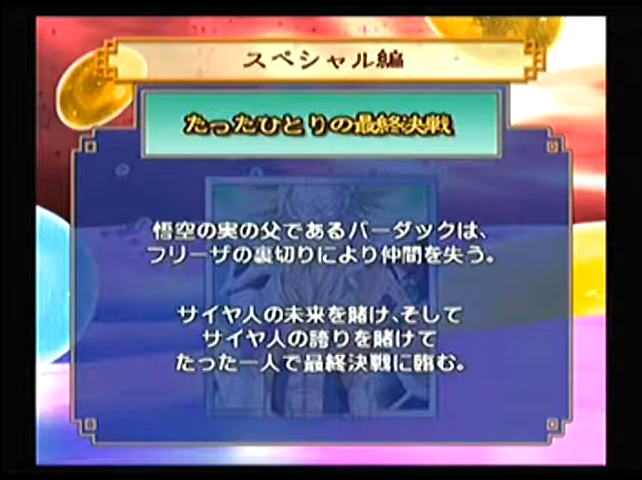 スペシャル編
たったひとりの最終決戦
悟空の実の父であるバーダックは、
フリーザの裏切りにより仲間を失う。
サイヤ人の未来を賭け、そして
サイヤ人の誇りを賭けて
たった一人で最終決戦に臨む。